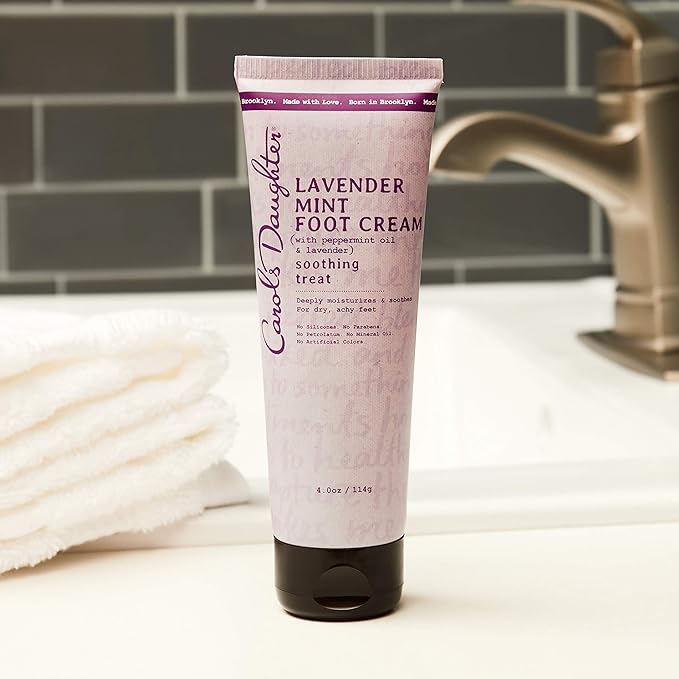 Brooklyn. Made with Love. Born in Brooklyn. Made
Carol's Daughter®
LAVENDER
MINT
FOOT CREAM
(with peppermint oil
& lavender)
soothing
treat
Deeply moisturizes & soothes
For dry, achy feet
No Silicones. No Parabens.
No Petrolatum. No Mineral Oil.
No Artificial Colors.
4.0oz / 114g